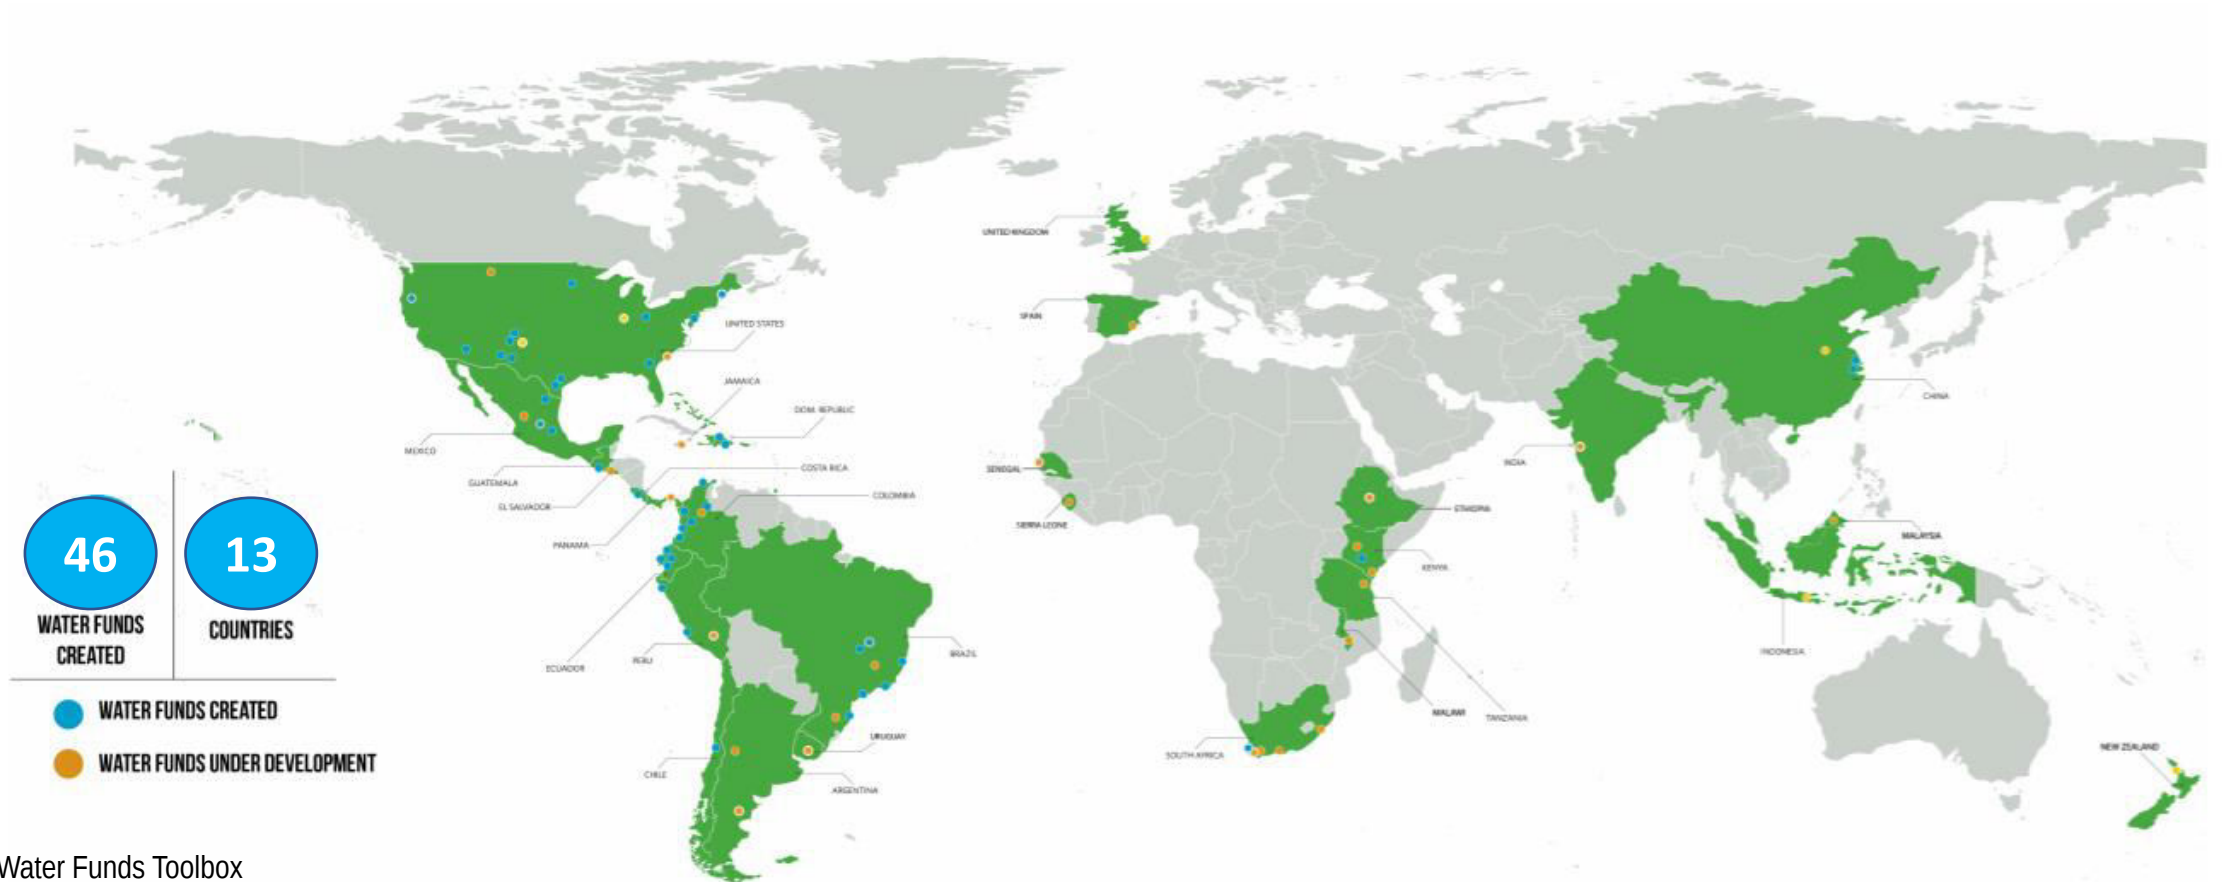 UNITED KINGDOM
SPAIN
UNITED STATES
JAMAICA
DOM. REPUBLIC
CHINA
MEXICO
INDIA
COSTA RICA
SENEGAL
GUATEMALA
COLOMBIA
EL SALVADOR
ETHIOPIA
SIERRA LEONE
MALAYSIA
PANAMA
KENYA
46
13
WATER FUNDS
CREATED
COUNTRIES
ECUADOR
PERU
BRAZIL
INDONESIA
WATER FUNDS CREATED
MALAWI
TANZANIA
URUGUAY
SOUTH AFRICA
NEW ZEALAND
WATER FUNDS UNDER DEVELOPMENT
CHILE
ARGENTINA
Water Funds Toolbox